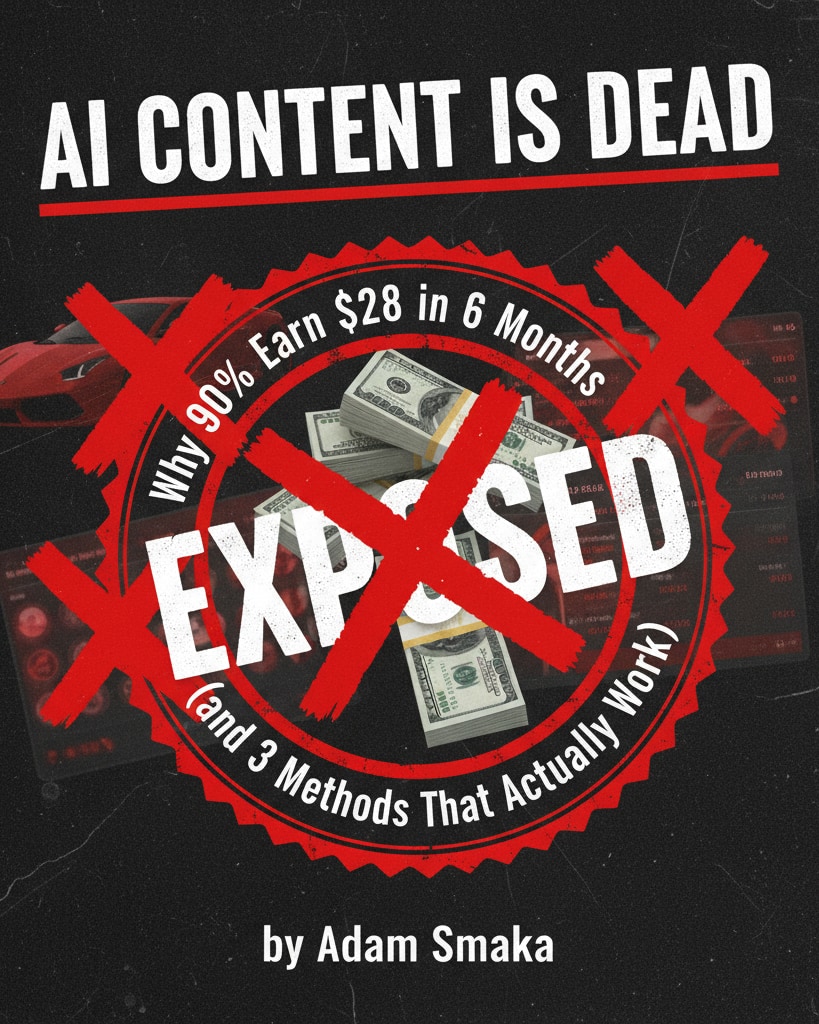 AI CONTENT IS DEAD
Why 90% Earn $28 in 6 Months
EXPOSED
(and 3 Methods That Actually Work)
by Adam Smaka